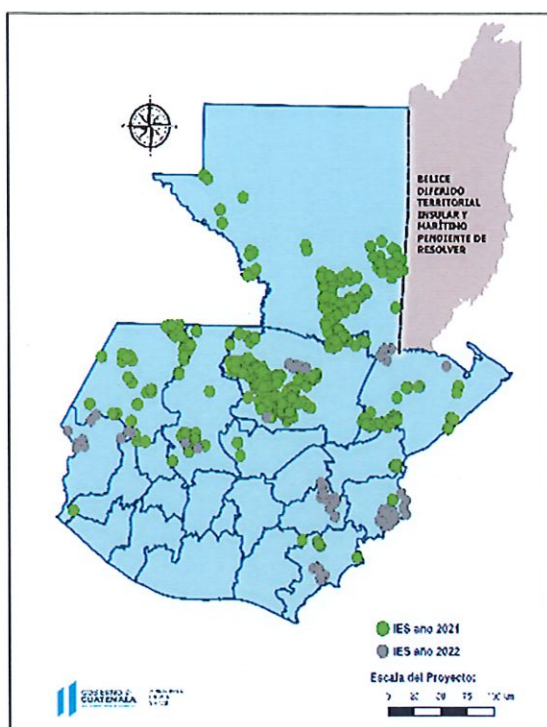 BELICE
DIFERIDO
TERRITORIAL
INSULAR Y
MARÍTIMO
PENDIENTE DE
RESOLVER
IES año 2021
IES año 2022
Escala del Proyecto:
GOBIERNO DE
GUATEMALA